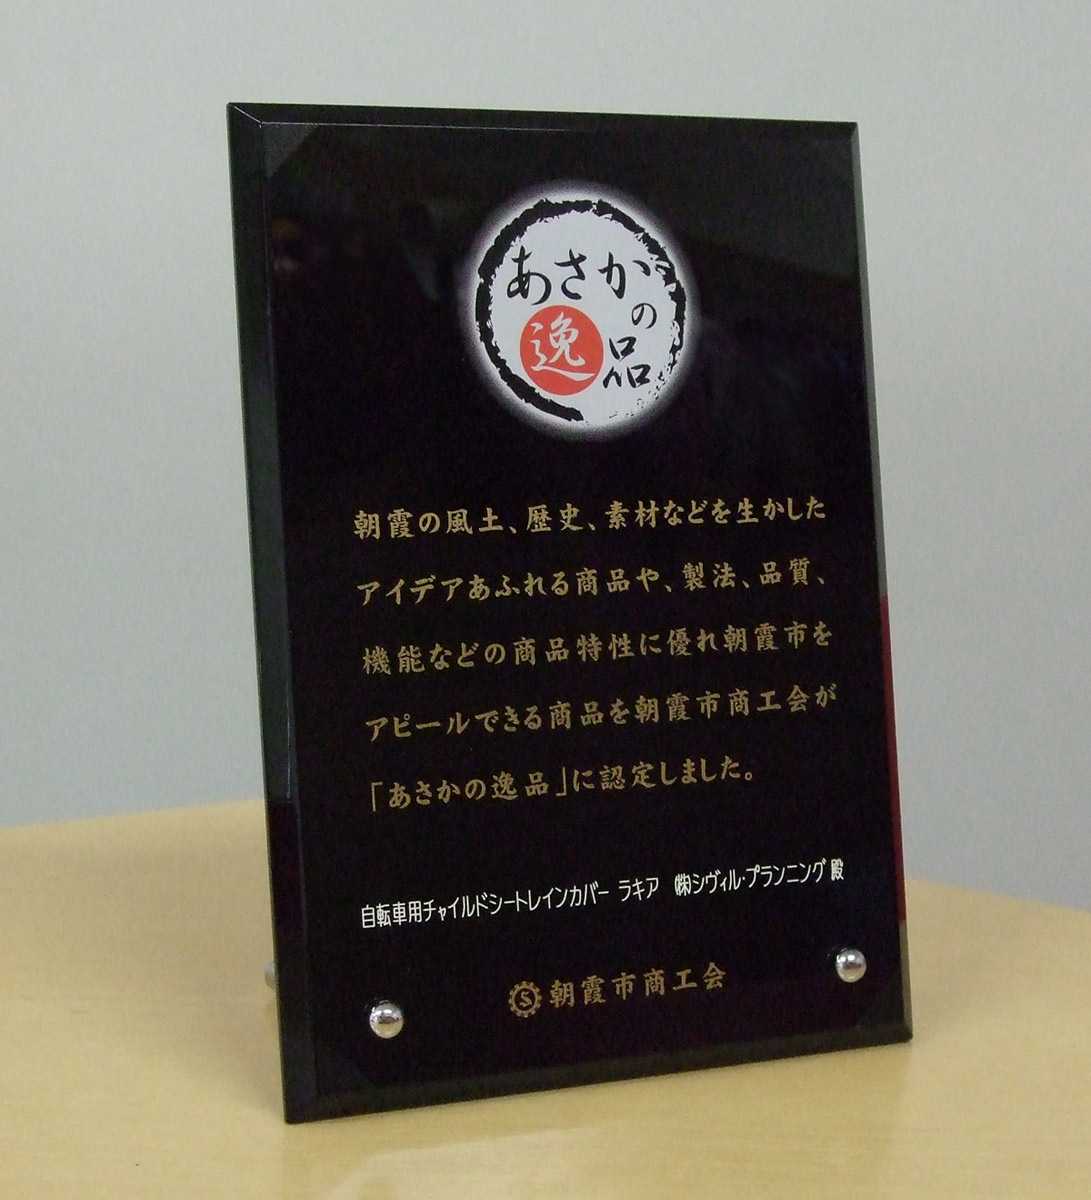 あさか
の
逸品
朝霞の風土、歴史、素材などを生かした
アイデアあふれる商品や、製法、品質、
機能などの商品特性に優れ朝霞市を
アピールできる商品を朝霞市商工会が
「あさかの逸品」に認定しました。
自転車用チャイルドシートレインカバー ラキア ㈱シヴィル・プランニング 殿
朝霞市商工会